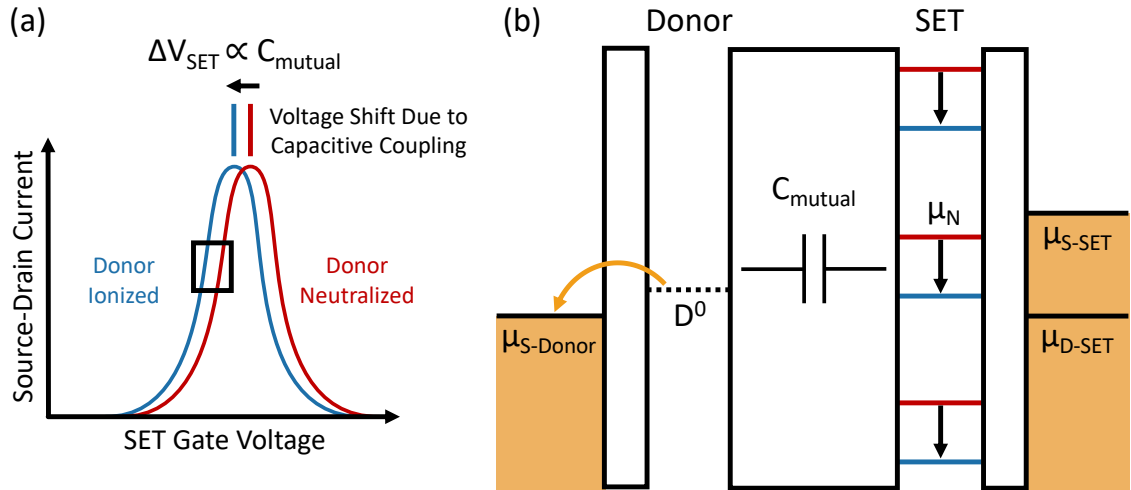 (a)
ΔV_SET ∝ C_mutual
Voltage Shift Due to
Capacitive Coupling
Donor
Ionized
Donor
Neutralized
Source-Drain Current
SET Gate Voltage
(b)
Donor
SET
C_mutual
μ_N
μ_S-SET
D⁰
μ_S-Donor
μ_D-SET